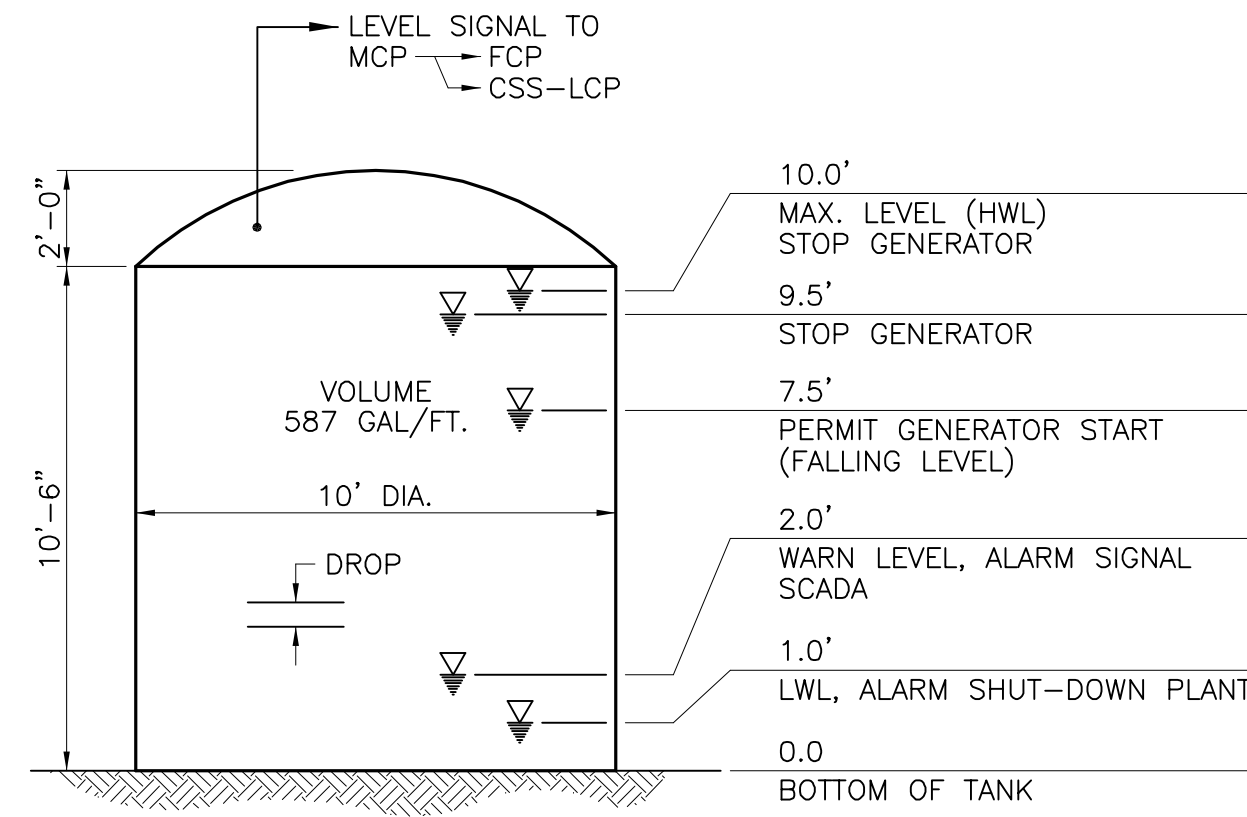 LEVEL SIGNAL TO
MCP FCP
CSS-LCP
2'-0"
10'-6"
VOLUME
587 GAL/FT.
10' DIA.
DROP
10.0'
MAX. LEVEL (HWL)
STOP GENERATOR
9.5'
STOP GENERATOR
7.5'
PERMIT GENERATOR START
(FALLING LEVEL)
2.0'
WARN LEVEL, ALARM SIGNAL
SCADA
1.0'
LWL, ALARM SHUT-DOWN PLANT
0.0
BOTTOM OF TANK